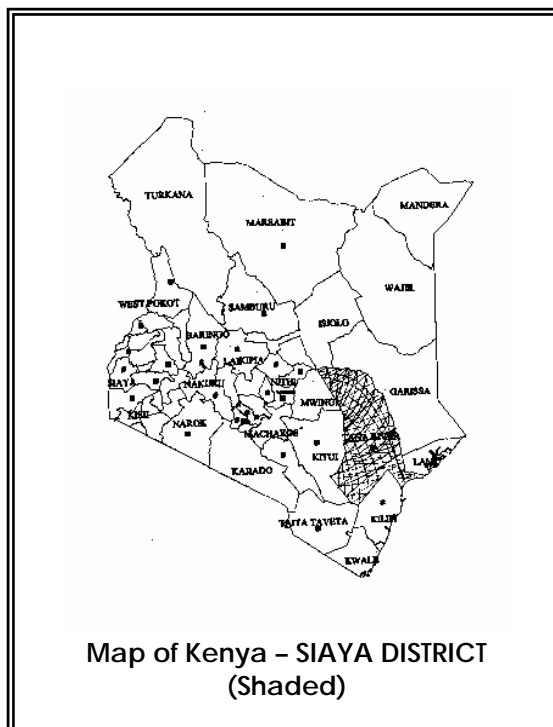 TURKANA
MANDERA
MARSABIT
WAJIR
WEST POKOT
SAMBURU
ISIOLO
BARINGO
LAIKIPIA
SIAYA
NAKURU
NITHI
GARISSA
MWINGI
KISII
NAROK
MACHAKOS
TANA RIVER
KITUI
LAMU
KAJIADO
KILIFI
TAITA TAVETA
KWALE
Map of Kenya – SIAYA DISTRICT
(Shaded)